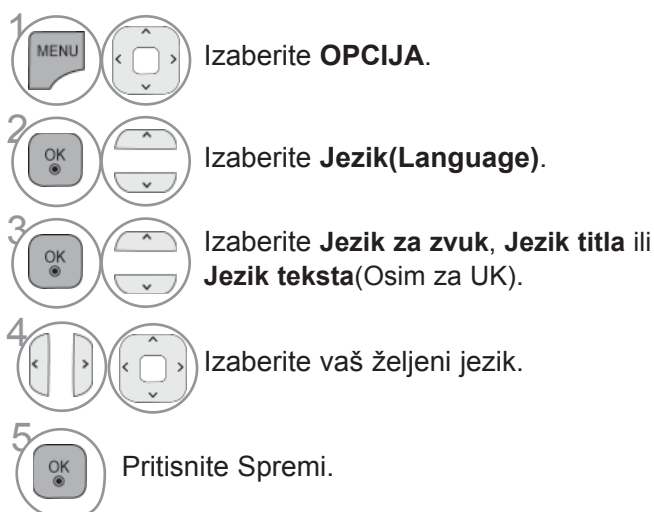 1
MENU
Izaberite OPCIJA.
2
OK
Izaberite Jezik(Language).
3
OK
Izaberite Jezik za zvuk, Jezik titla ili
Jezik teksta(Osim za UK).
4
Izaberite vaš željeni jezik.
5
OK
Pritisnite Spremi.